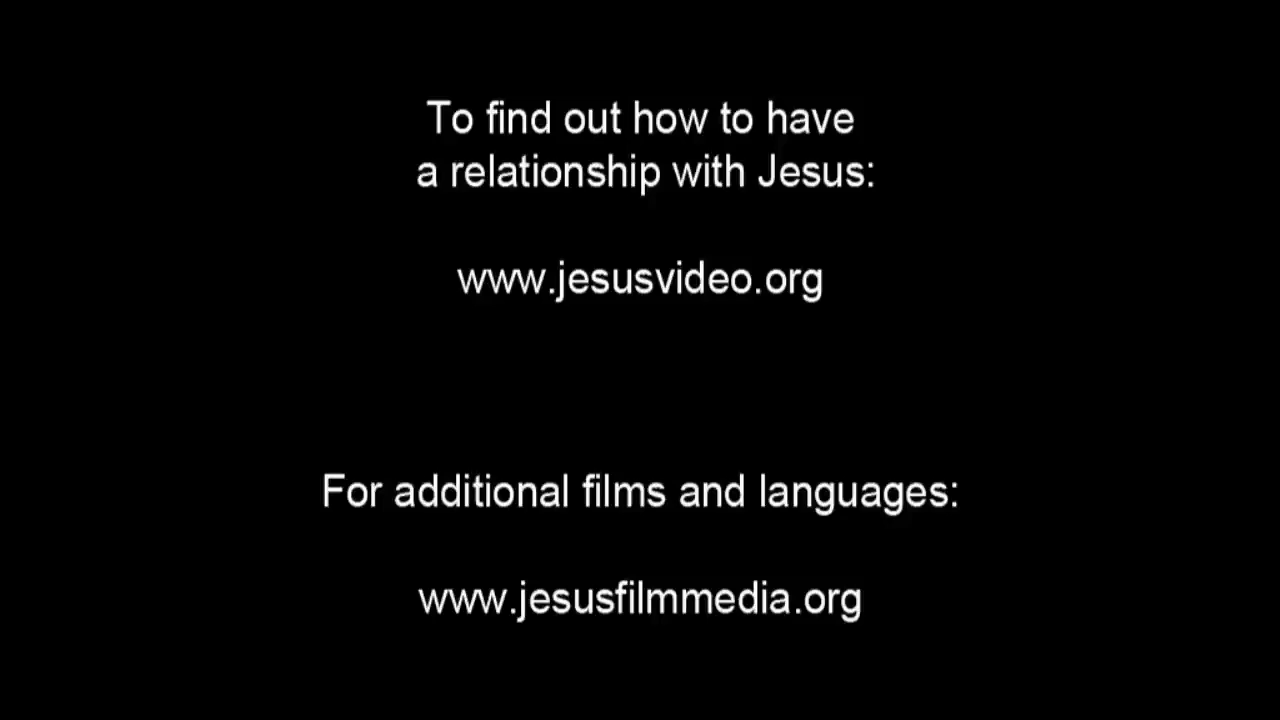 To find out how to have
a relationship with Jesus:
www.jesusvideo.org
For additional films and languages:
www.jesusfilmmedia.org